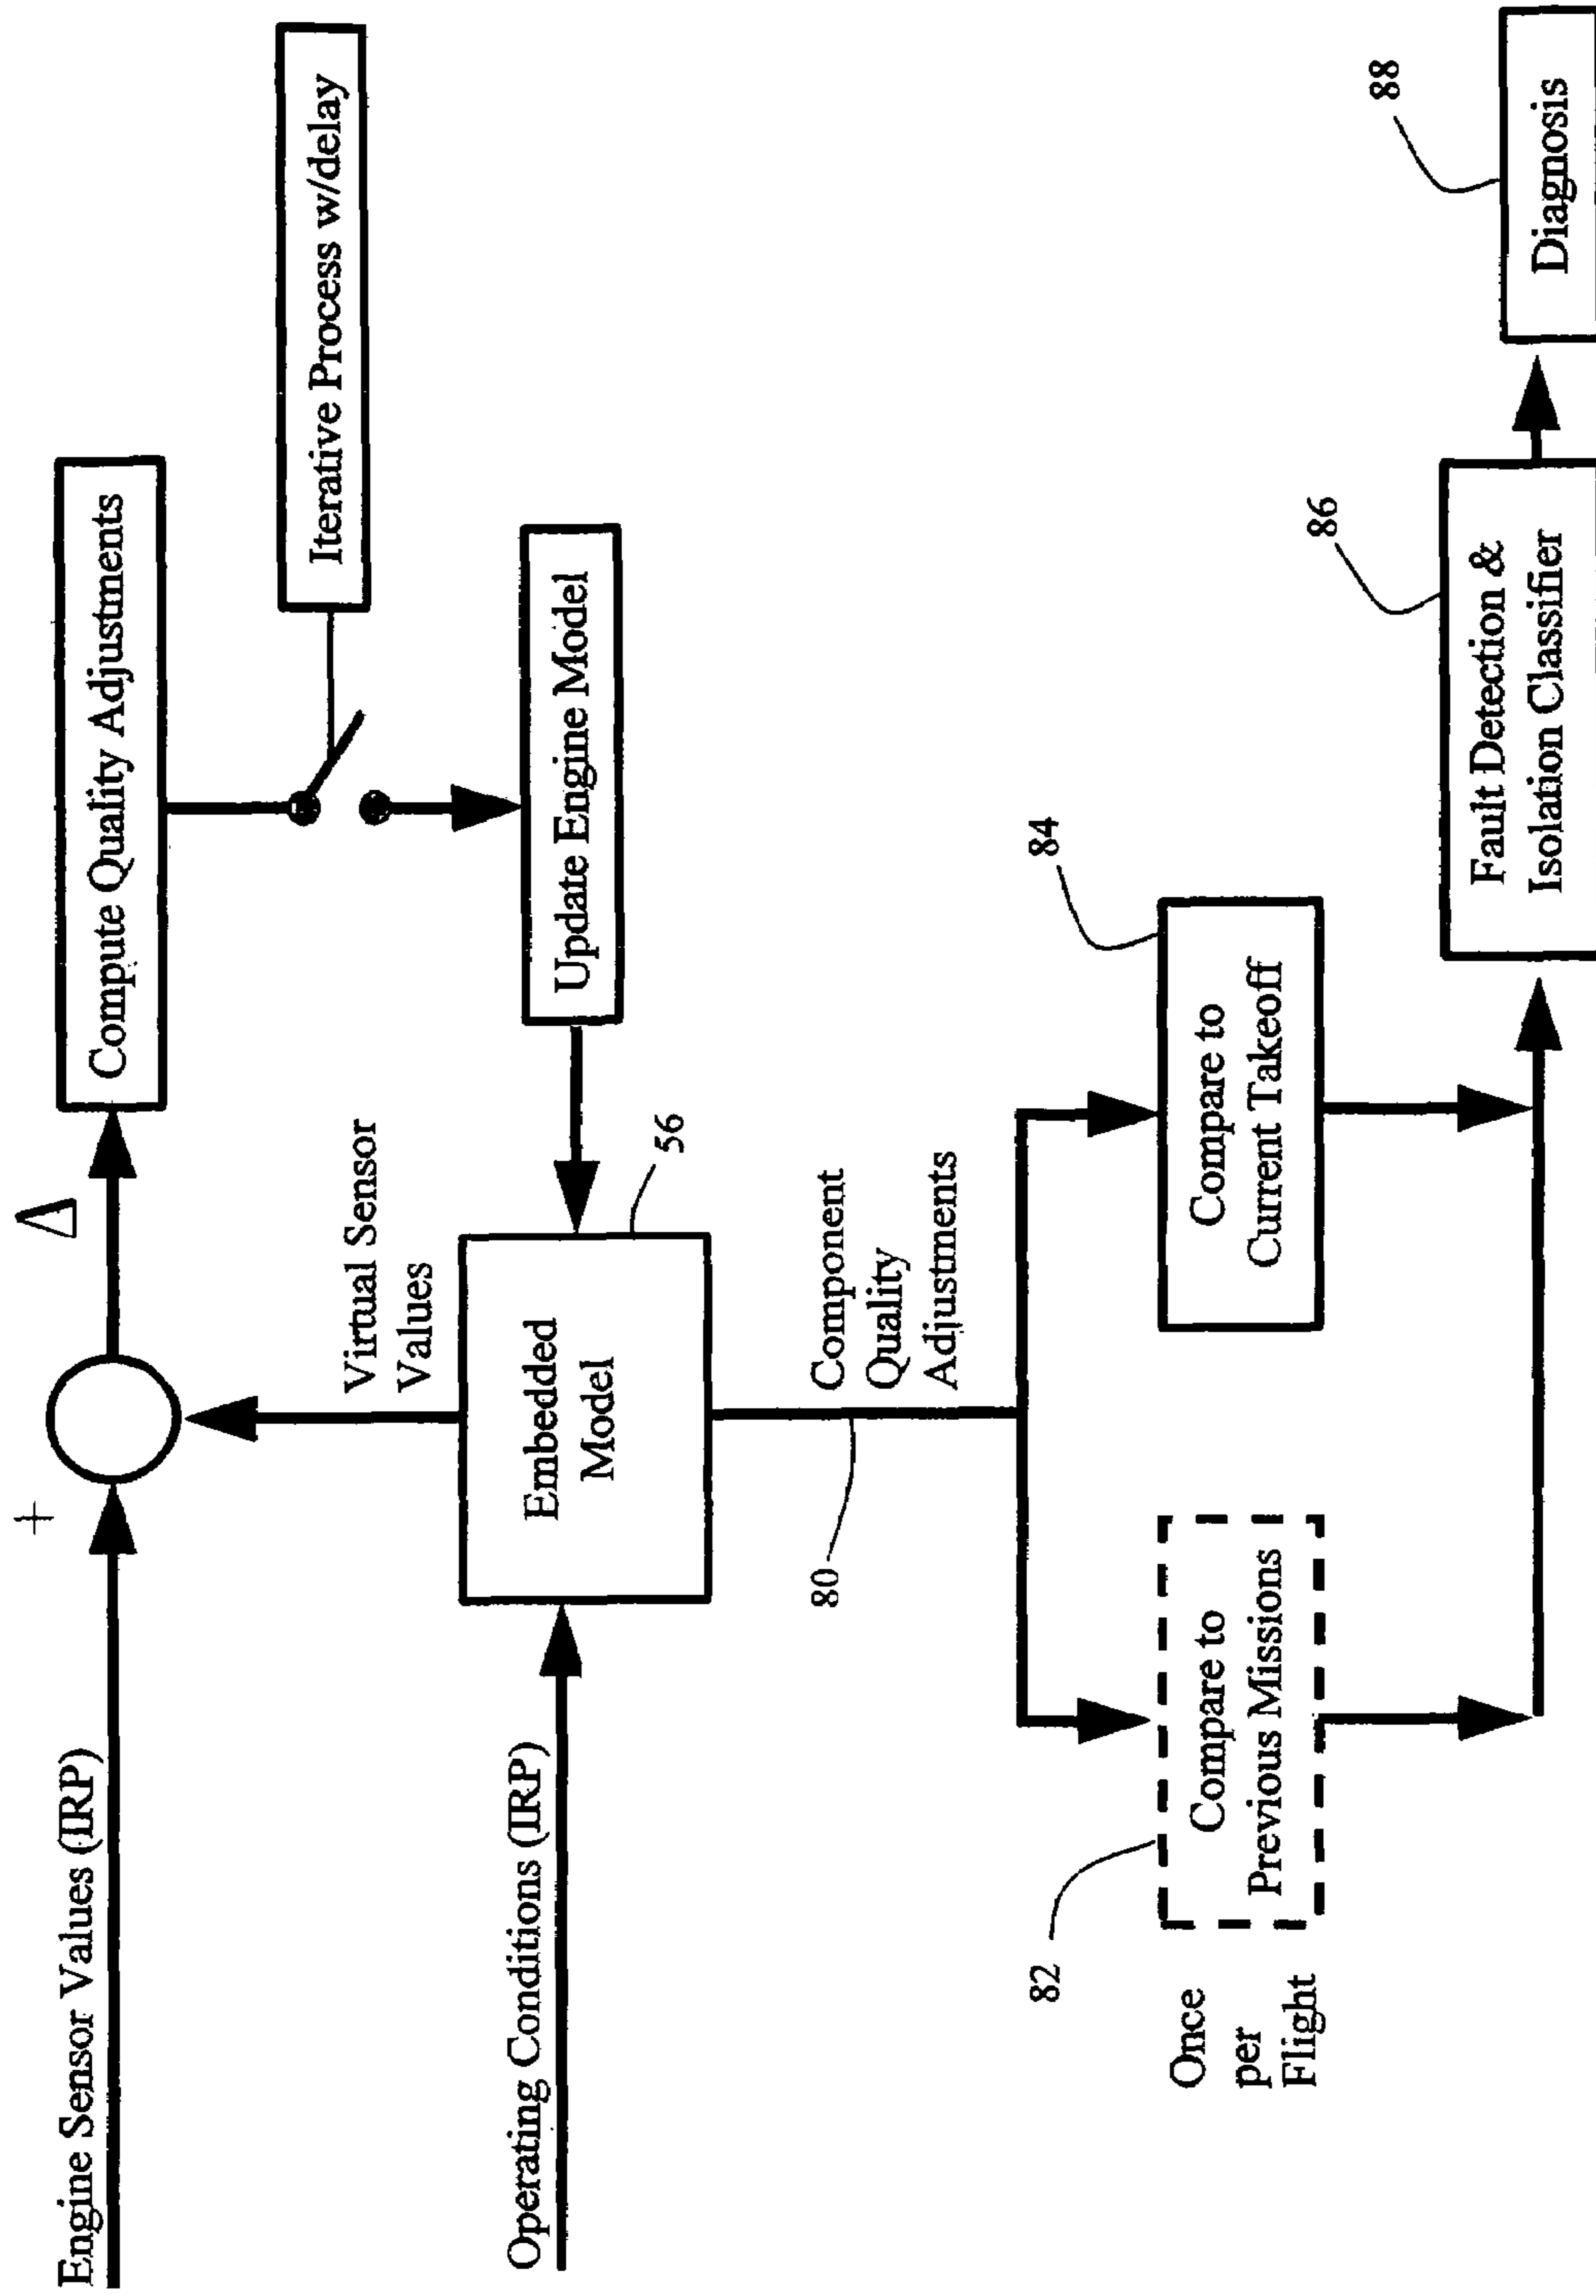 Engine Sensor Values (IRP)
+
Δ
Compute Quality Adjustments
Iterative Process w/delay
Virtual Sensor
Values
Update Engine Model
Operating Conditions (IRP)
Embedded
Model
56
80
Component
Quality
Adjustments
82
84
Once
per
Flight
Compare to
Previous Missions
Compare to
Current Takeoff
86
88
Fault Detection &
Isolation Classifier
Diagnosis